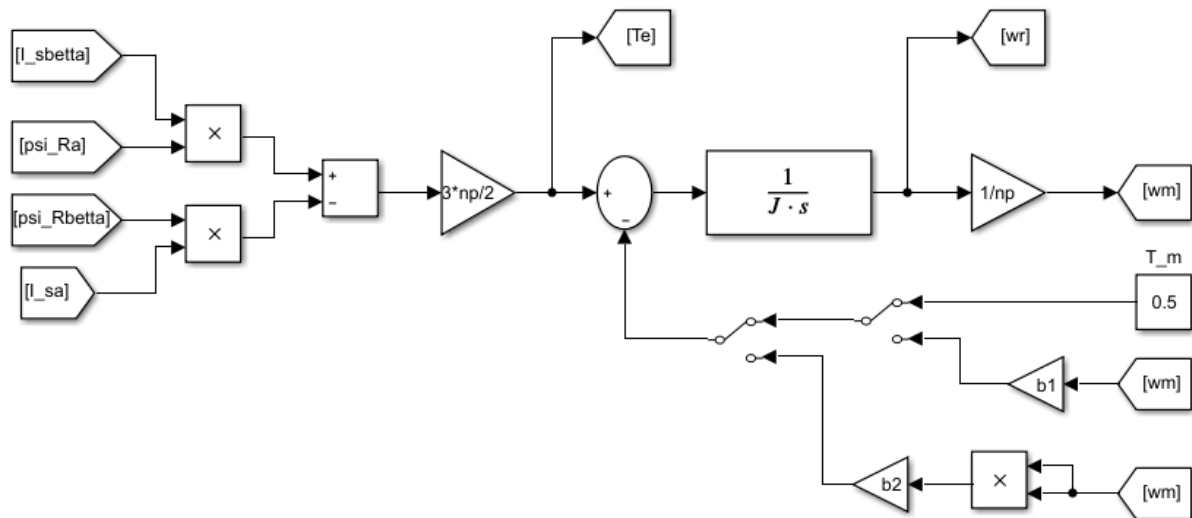 [I_sbetta]
[psi_Ra]
[psi_Rbetta]
[I_sa]
×
×
+
−
3*np/2
[Te]
+
−
1
J · s
[wr]
1/np
[wm]
T_m
0.5
b1
[wm]
b2
×
[wm]